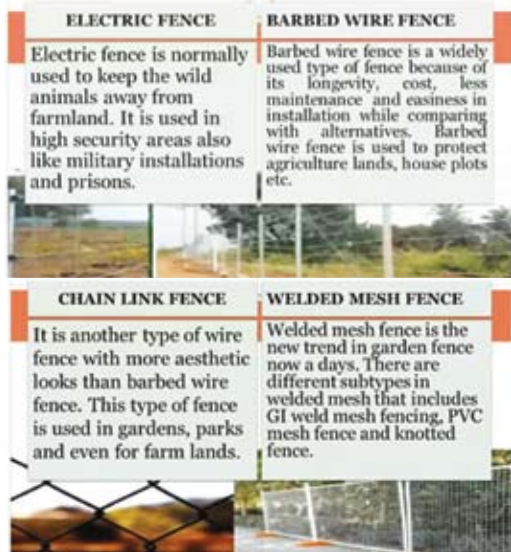 ELECTRIC FENCE
Electric fence is normally
used to keep the wild
animals away from
farmland. It is used in
high security areas also
like military installations
and prisons.
BARBED WIRE FENCE
Barbed wire fence is a widely
used type of fence because of
its longevity, cost, less
maintenance and easiness in
installation while comparing
with alternatives. Barbed
wire fence is used to protect
agriculture lands, house plots
etc.
CHAIN LINK FENCE
It is another type of wire
fence with more aesthetic
looks than barbed wire
fence. This type of fence
is used in gardens, parks
and even for farm lands.
WELDED MESH FENCE
Welded mesh fence is the
new trend in garden fence
now a days. There are
different subtypes in
welded mesh that includes
GI weld mesh fencing, PVC
mesh fence and knotted
fence.